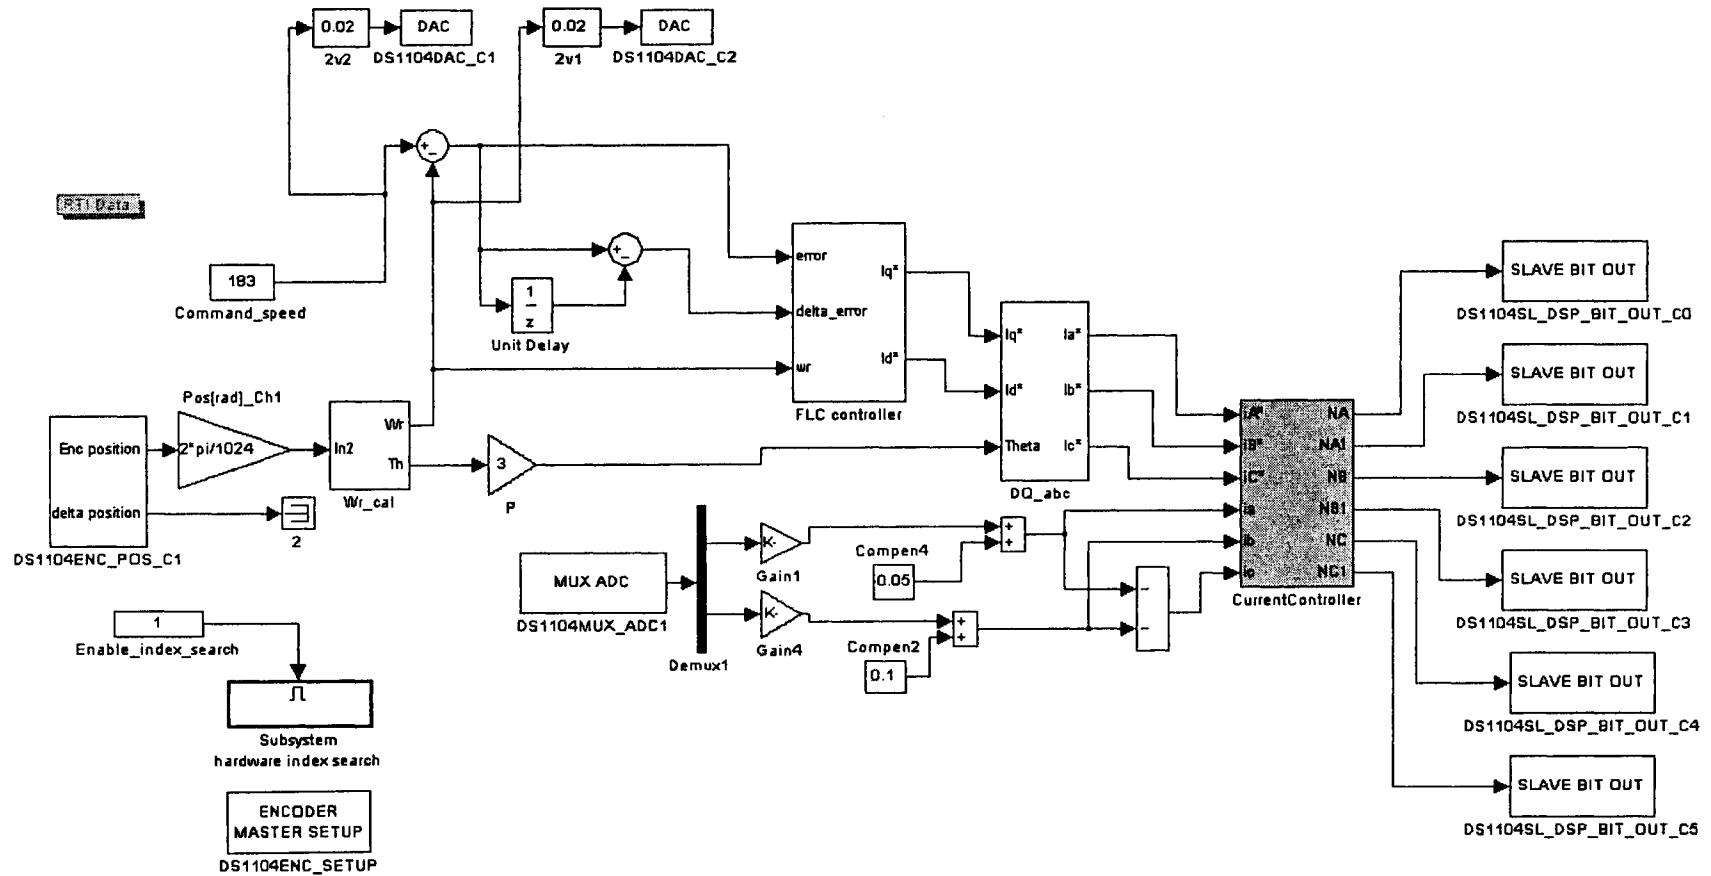 0.02
2v2
DAC
DS1104DAC_C1
0.02
2v1
DAC
DS1104DAC_C2
RTI Data
183
Command_speed
+
-
+
-
1
z
Unit Delay
error
delta_error
wr
Iq*
Id*
FLC controller
Iq*
Id*
Theta
Ia*
Ib*
Ic*
DQ_abc
Enc position
delta position
DS1104ENC_POS_C1
Pos[rad]_Ch1
2*pi/1024
In2
Wr
Th
Wr_cal
2
3
P
MUX ADC
DS1104MUX_ADC1
Demux1
K-
Gain1
K-
Gain4
Compen4
0.05
+
+
Compen2
0.1
+
+
-
-
iA*
iB*
iC*
ia
ib
ic
NA
NA1
NB
NB1
NC
NC1
CurrentController
SLAVE BIT OUT
DS1104SL_DSP_BIT_OUT_C0
SLAVE BIT OUT
DS1104SL_DSP_BIT_OUT_C1
SLAVE BIT OUT
DS1104SL_DSP_BIT_OUT_C2
SLAVE BIT OUT
DS1104SL_DSP_BIT_OUT_C3
SLAVE BIT OUT
DS1104SL_DSP_BIT_OUT_C4
SLAVE BIT OUT
DS1104SL_DSP_BIT_OUT_C5
1
Enable_index_search
Subsystem
hardware index search
ENCODER
MASTER SETUP
DS1104ENC_SETUP